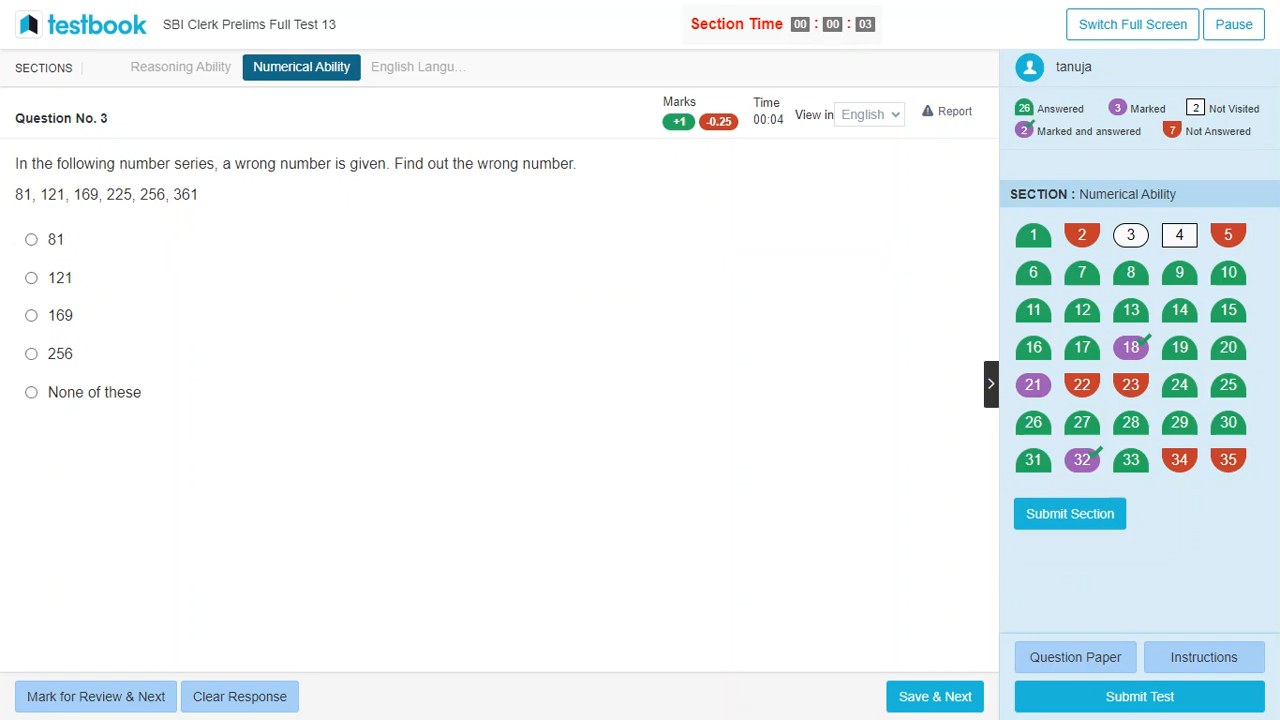 testbook SBI Clerk Prelims Full Test 13 Section Time 00 : 00 : 03 Switch Full Screen Pause
SECTIONS Reasoning Ability Numerical Ability English Langu...
tanuja
26 Answered 3 Marked 2 Not Visited
2 Marked and answered 7 Not Answered
Question No. 3 Marks +1 -0.25 Time 00:04 View in English Report
In the following number series, a wrong number is given. Find out the wrong number.
81, 121, 169, 225, 256, 361
81
121
169
256
None of these
SECTION : Numerical Ability
1 2 3 4 5
6 7 8 9 10
11 12 13 14 15
16 17 18 19 20
21 22 23 24 25
26 27 28 29 30
31 32 33 34 35
Submit Section
Question Paper Instructions
Mark for Review & Next Clear Response Save & Next Submit Test